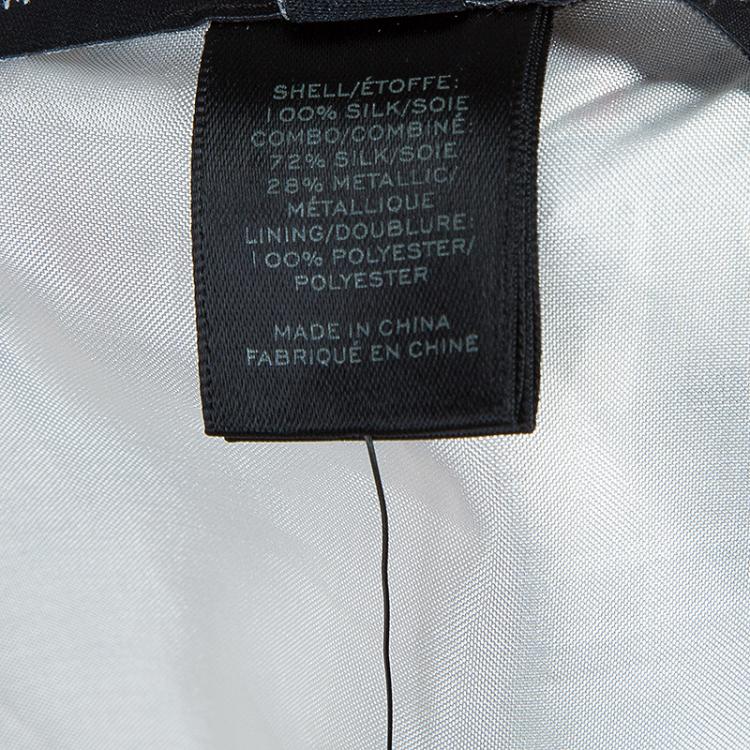 SHELL/ÉTOFFE:
100% SILK/SOIE
COMBO/COMBINÉ:
72% SILK/SOIE
28% METALLIC/
MÉTALLIQUE
LINING/DOUBLURE:
100% POLYESTER/
POLYESTER
MADE IN CHINA
FABRIQUÉ EN CHINE